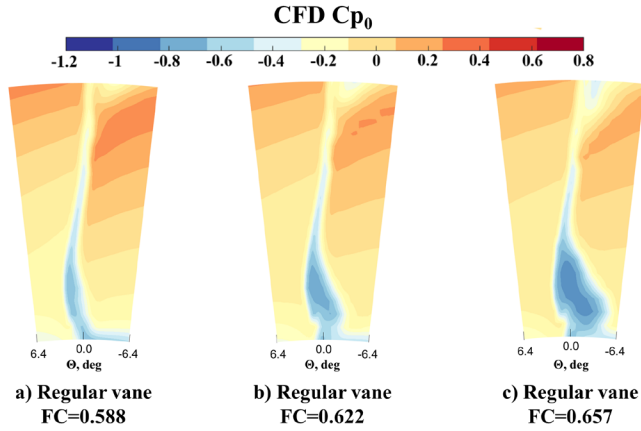 CFD Cp0
-1.2 -1 -0.8 -0.6 -0.4 -0.2 0 0.2 0.4 0.6 0.8
6.4 0.0 -6.4 6.4 0.0 -6.4 6.4 0.0 -6.4
Θ, deg Θ, deg Θ, deg
a) Regular vane b) Regular vane c) Regular vane
FC=0.588 FC=0.622 FC=0.657